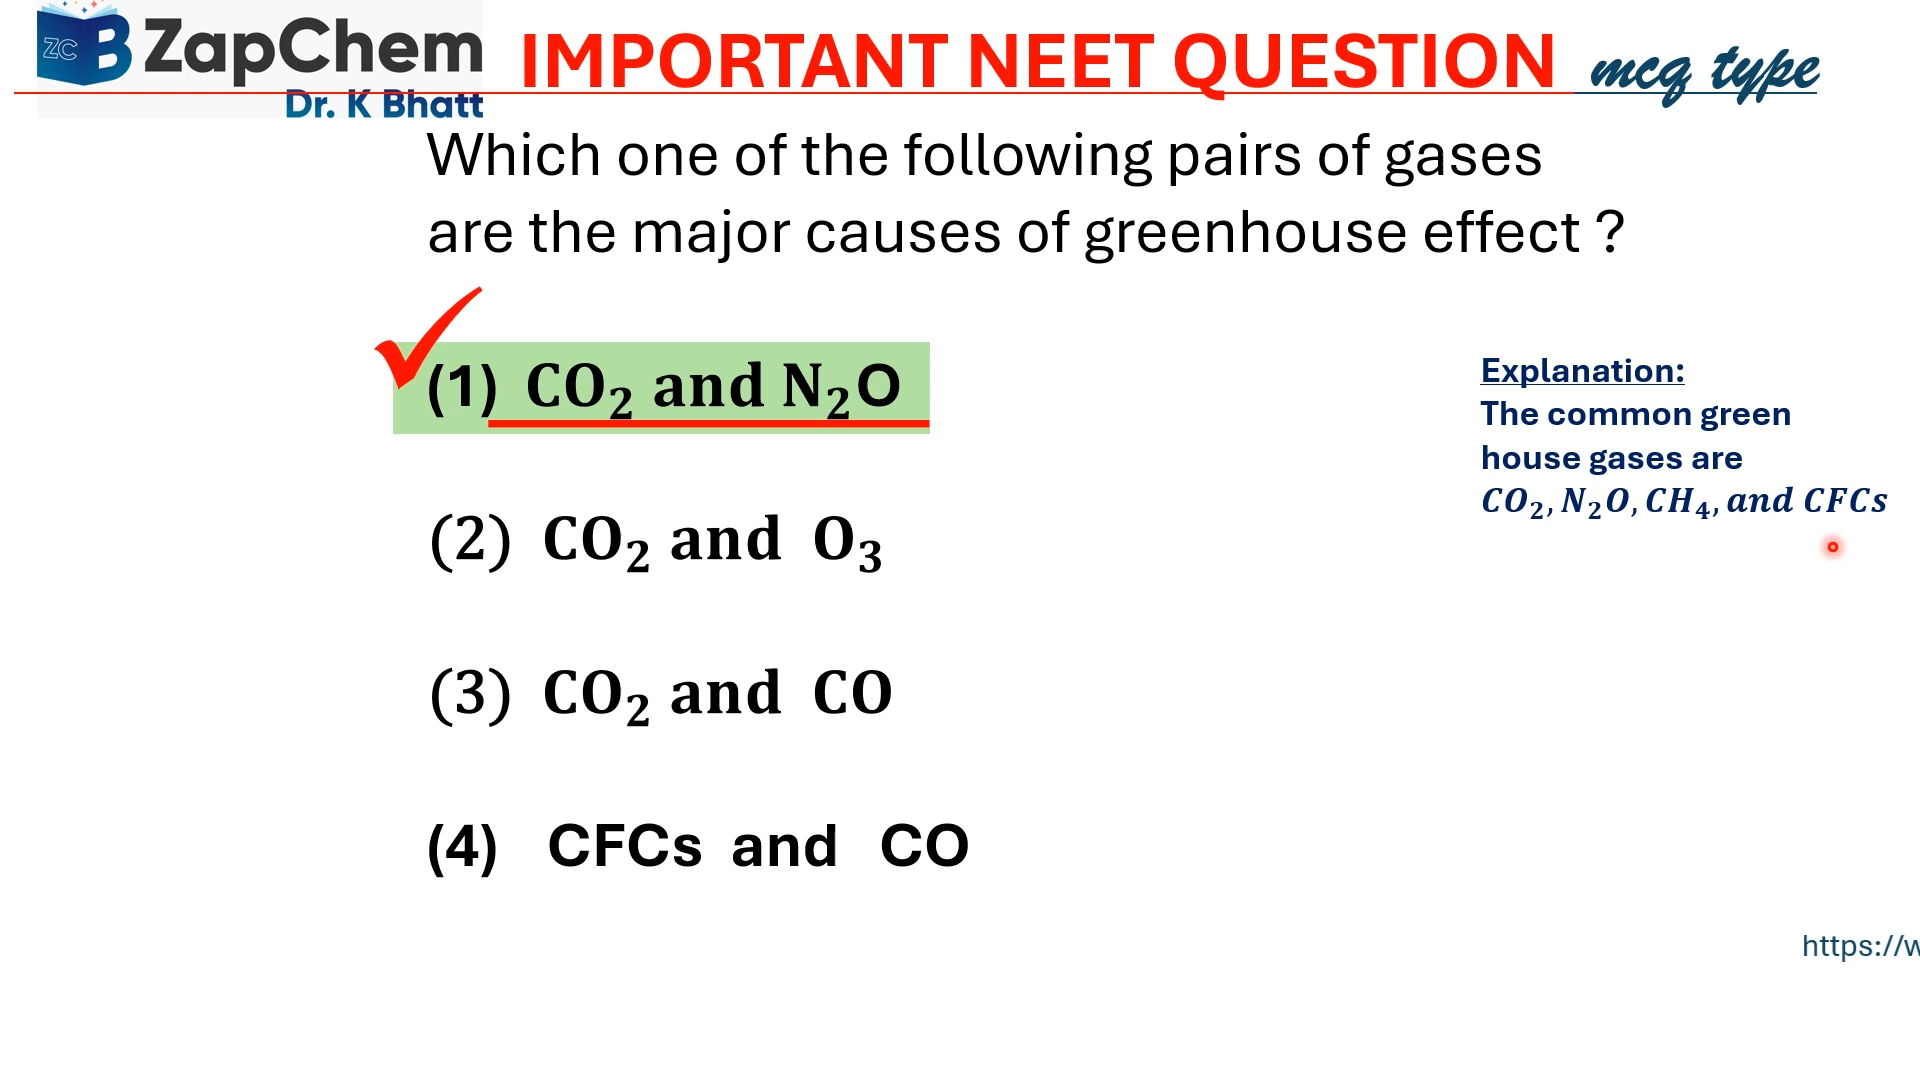 ZC B ZapChem
Dr. K Bhatt
IMPORTANT NEET QUESTION mcq type
Which one of the following pairs of gases
are the major causes of greenhouse effect ?
(1) CO₂ and N₂O
(2) CO₂ and O₃
(3) CO₂ and CO
(4) CFCs and CO
Explanation:
The common green
house gases are
CO₂, N₂O, CH₄, and CFCs
https://w